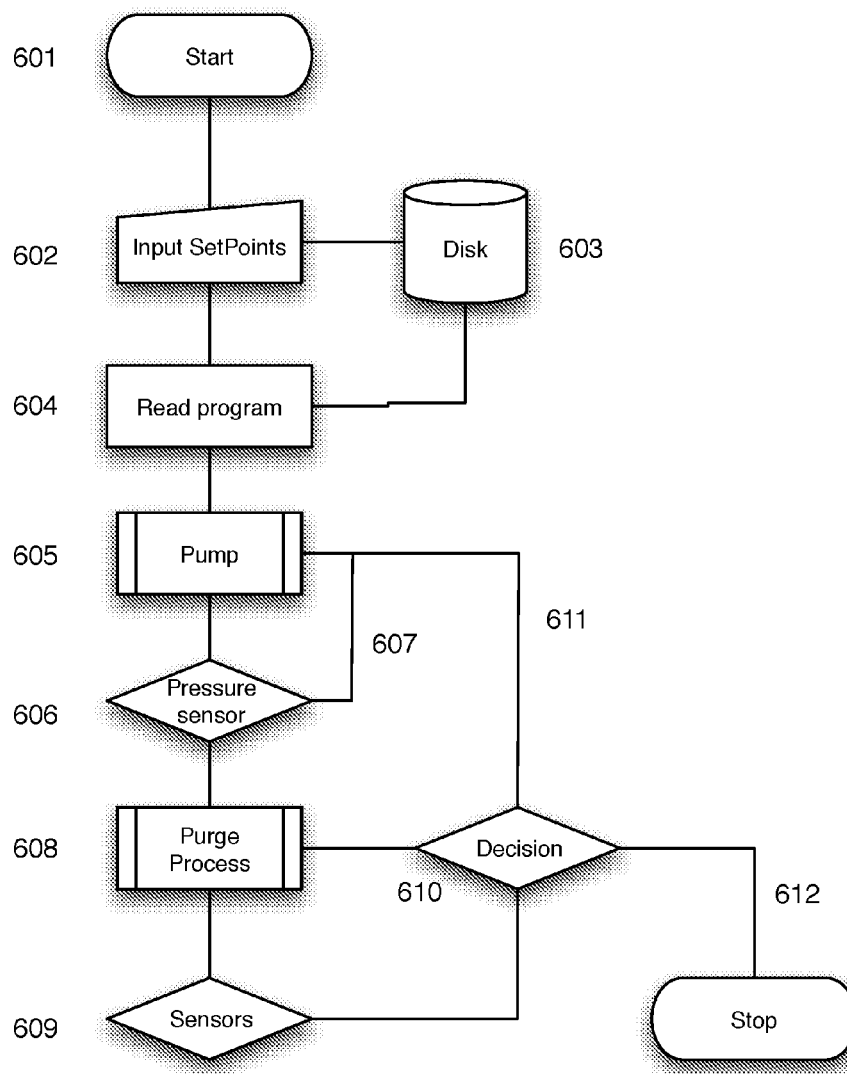 601
Start
602
Input SetPoints
Disk
603
604
Read program
605
Pump
607
611
606
Pressure
sensor
608
Purge
Process
Decision
610
612
609
Sensors
Stop